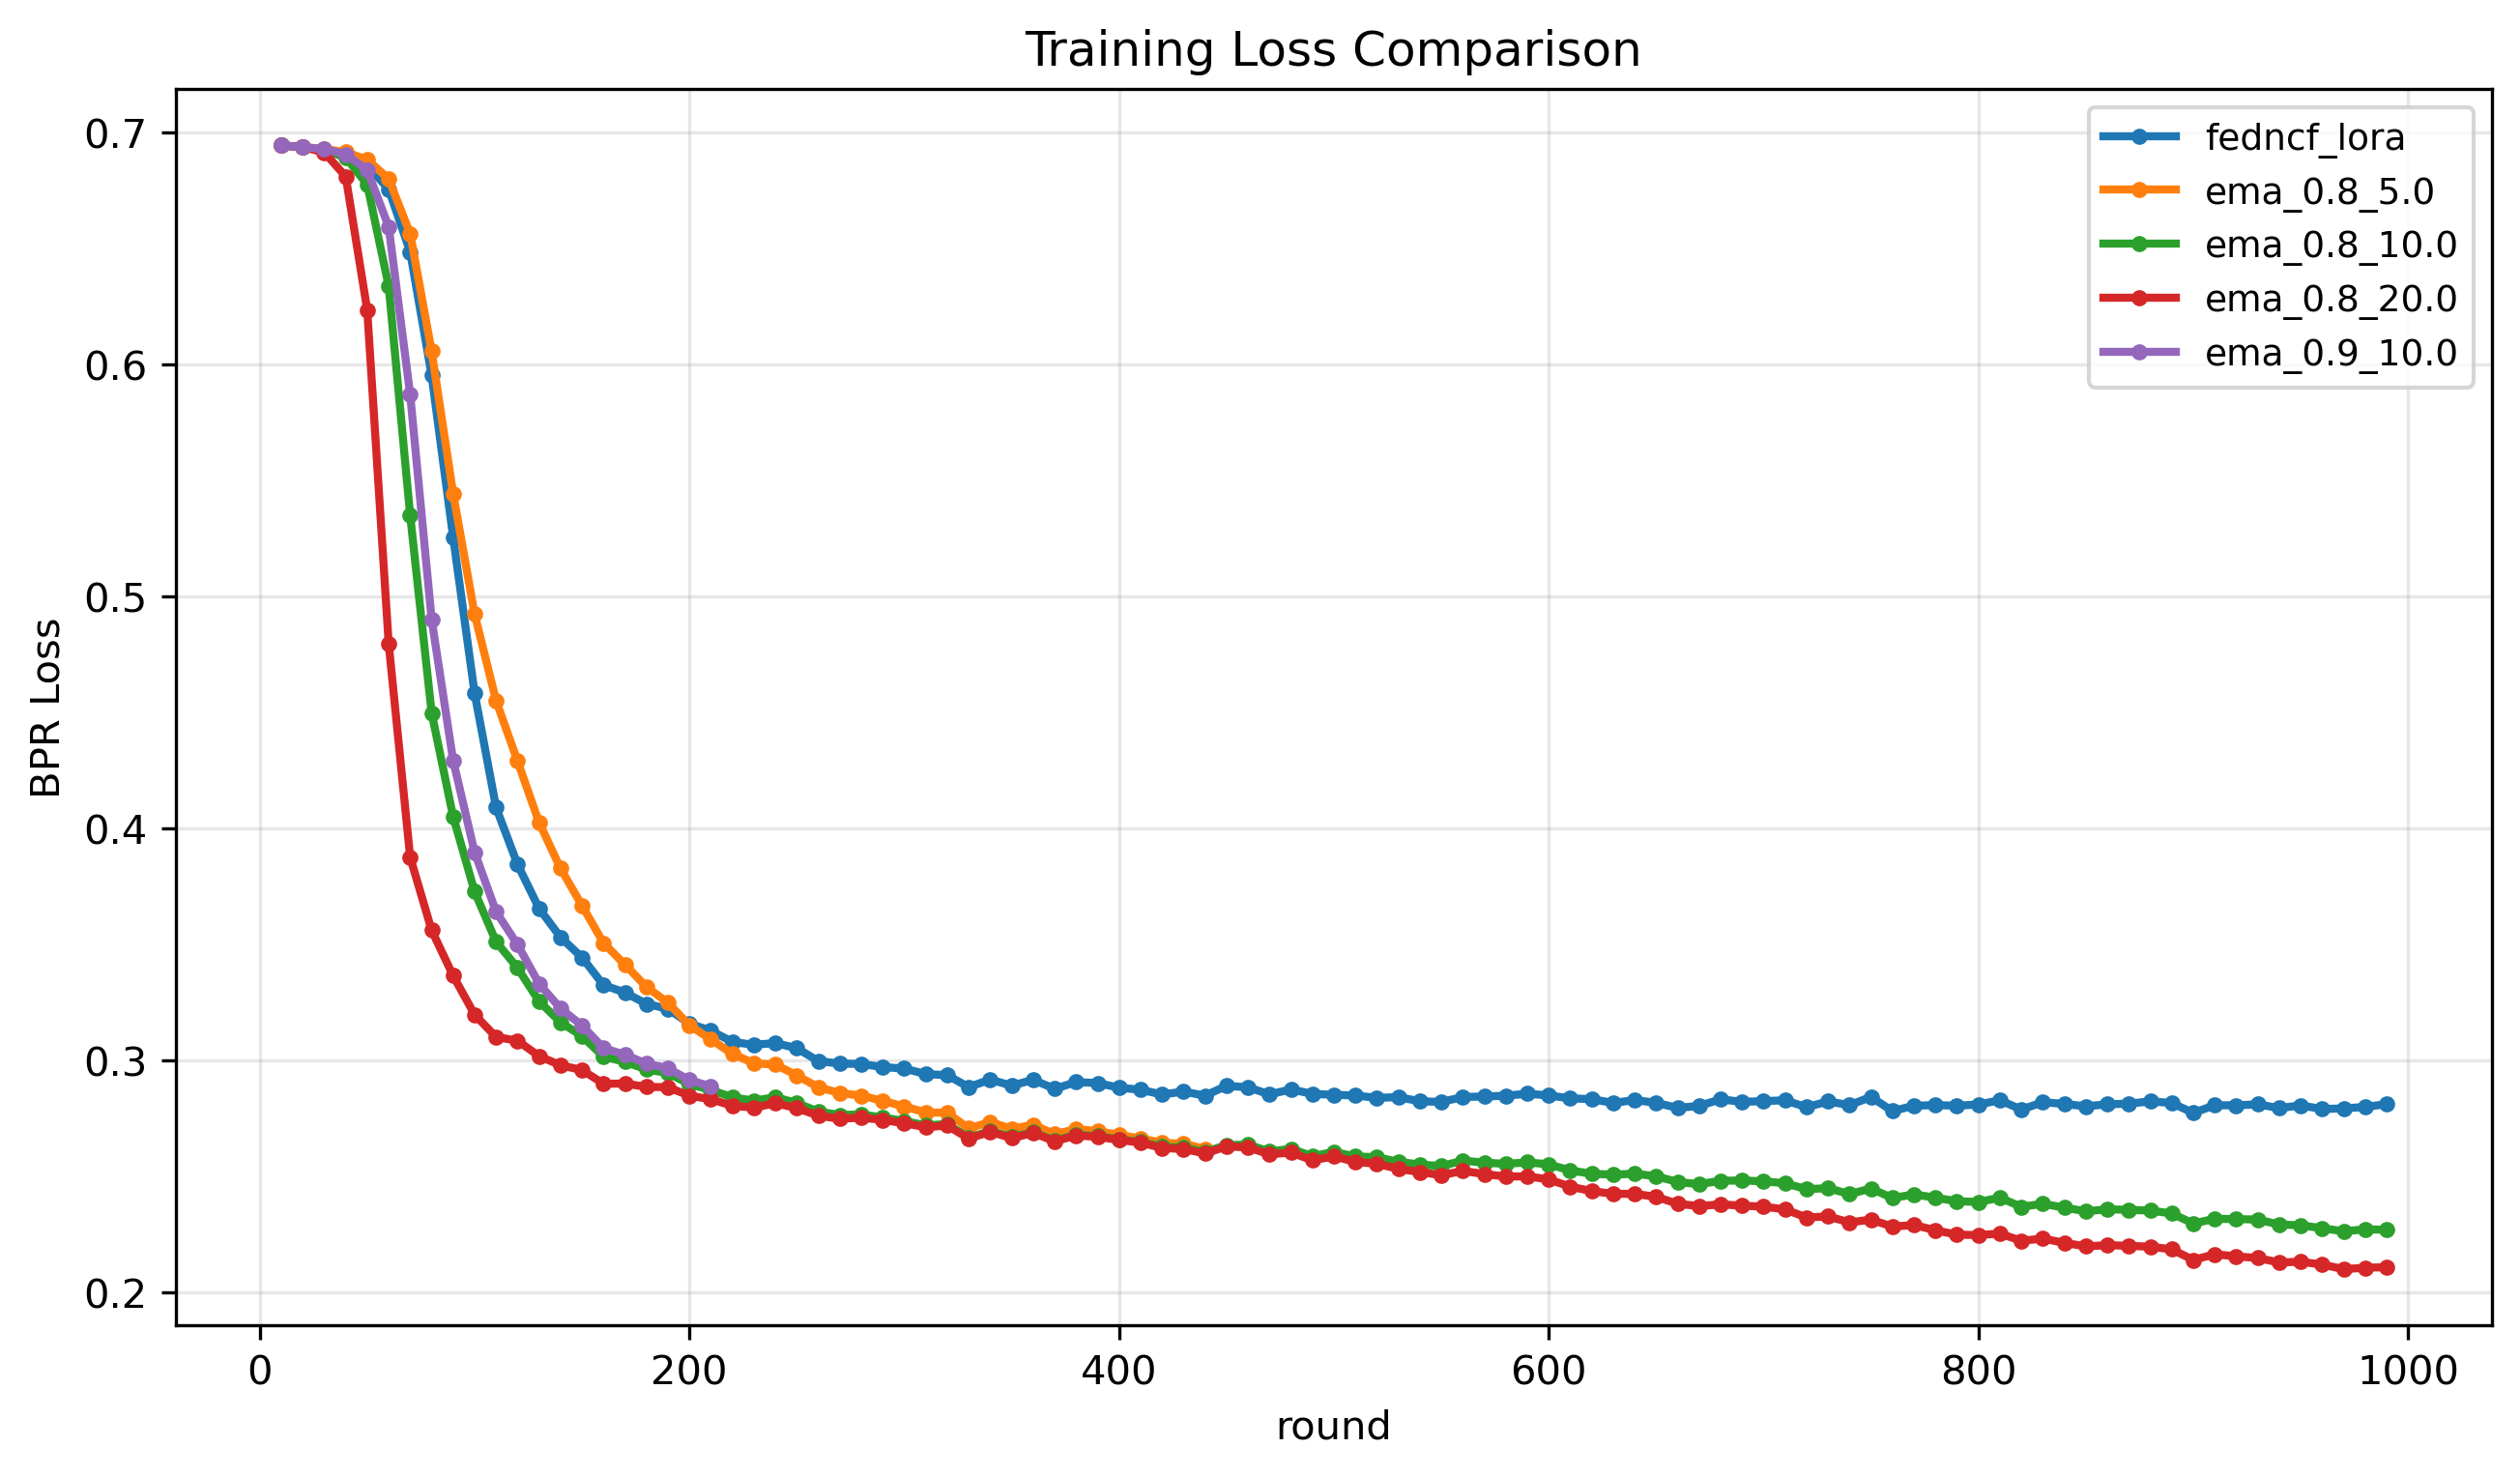 Training Loss Comparison
fedncf_lora
ema_0.8_5.0
ema_0.8_10.0
ema_0.8_20.0
ema_0.9_10.0
BPR Loss
0.7
0.6
0.5
0.4
0.3
0.2
0 200 400 600 800 1000
round